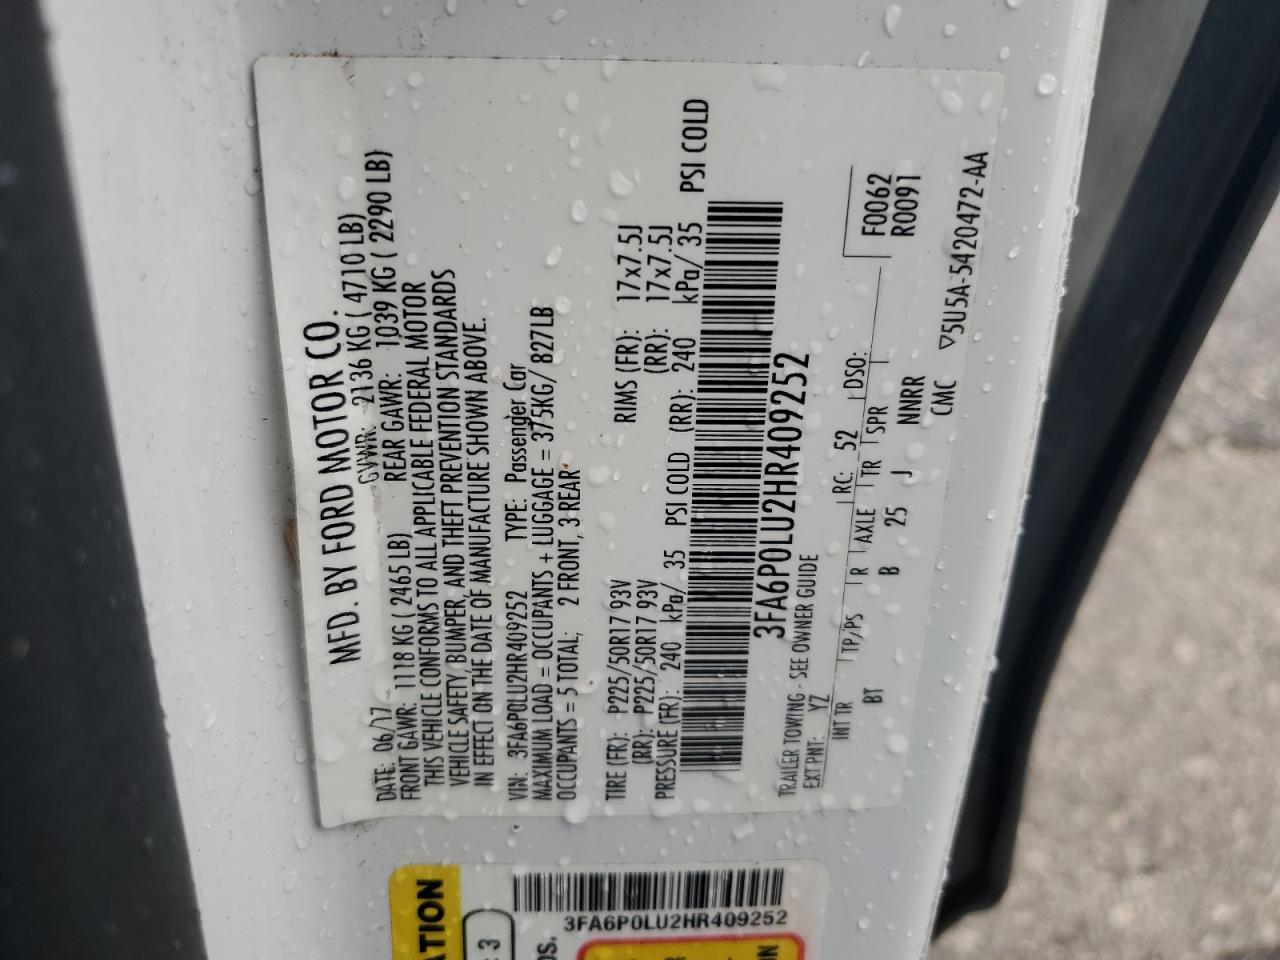 MFD. BY FORD MOTOR CO.
DATE: 06/17 GVWR: 2136 KG ( 4710 LB)
FRONT GAWR: 1118 KG ( 2465 LB) REAR GAWR: 1039 KG ( 2290 LB)
THIS VEHICLE CONFORMS TO ALL APPLICABLE FEDERAL MOTOR
VEHICLE SAFETY, BUMPER, AND THEFT PREVENTION STANDARDS
IN EFFECT ON THE DATE OF MANUFACTURE SHOWN ABOVE.
VIN: 3FA6P0LU2HR409252 TYPE: Passenger Car
MAXIMUM LOAD = OCCUPANTS + LUGGAGE = 375KG/ 827LB
OCCUPANTS = 5 TOTAL; 2 FRONT, 3 REAR
TIRE (FR): P225/50R17 93V RIMS (FR): 17x7.5J
(RR): P225/50R17 93V (RR): 17x7.5J
PRESSURE (FR): 240 kPa/ 35 PSI COLD (RR): 240 kPa/ 35 PSI COLD
3FA6P0LU2HR409252
TRAILER TOWING - SEE OWNER GUIDE
EXT PNT: YZ RC: 52 DSO: F0062
INT TR TP/PS R AXLE TR SPR R0091
BT B 25 J NNRR
CMC ▽5U5A-5420472-AA
ATION
3
OS.
3FA6P0LU2HR409252